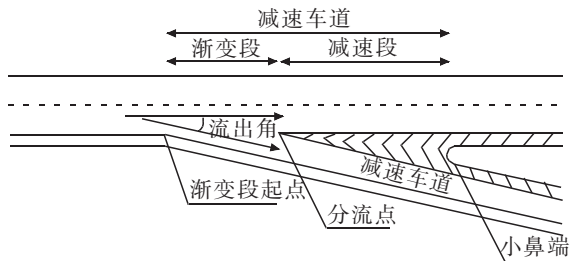 减速车道
渐变段
减速段
流出角
减速车道
渐变段起点
分流点
小鼻端